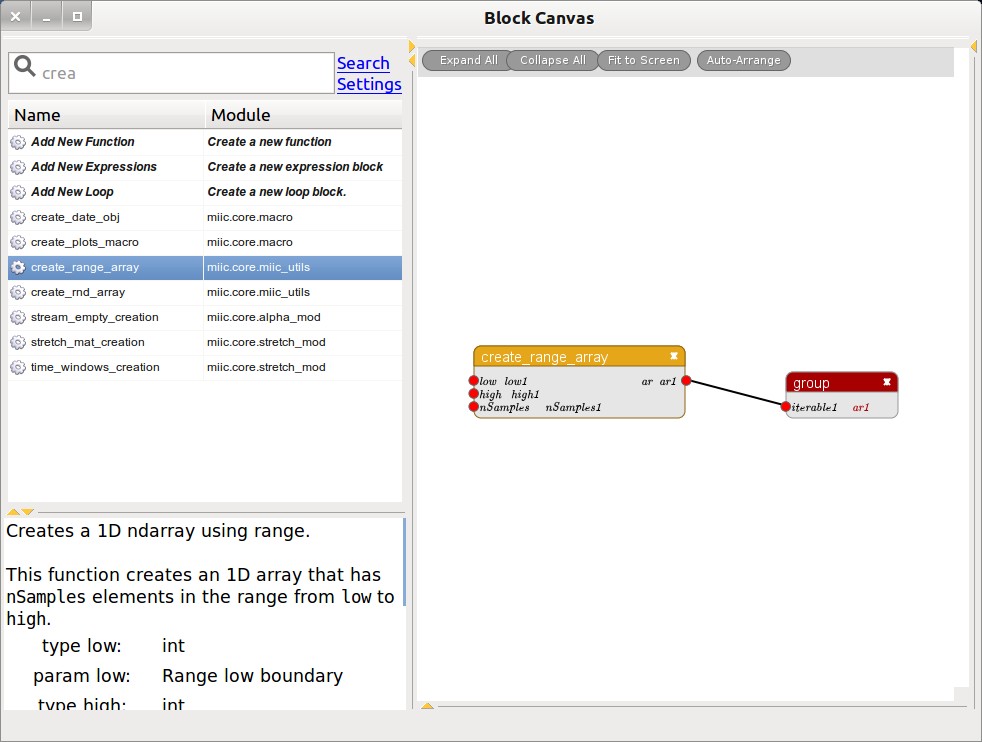 Block Canvas
crea
Search
Settings
Expand All Collapse All Fit to Screen Auto-Arrange
Name Module
Add New Function Create a new function
Add New Expressions Create a new expression block
Add New Loop Create a new loop block.
create_date_obj miic.core.macro
create_plots_macro miic.core.macro
create_range_array miic.core.miic_utils
create_rnd_array miic.core.miic_utils
stream_empty_creation miic.core.alpha_mod
stretch_mat_creation miic.core.stretch_mod
time_windows_creation miic.core.stretch_mod
create_range_array
low low1 ar ar1
high high1
nSamples nSamples1
group
iterable1 ar1
Creates a 1D ndarray using range.
This function creates an 1D array that has
nSamples elements in the range from low to
high.
type low: int
param low: Range low boundary
type high: int